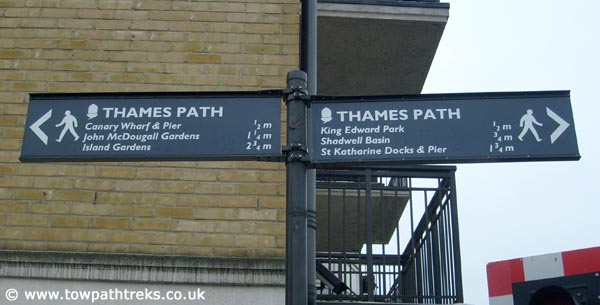 THAMES PATH
Canary Wharf & Pier ½ m
John McDougall Gardens 1¼ m
Island Gardens 2¾ m
THAMES PATH
King Edward Park ½ m
Shadwell Basin ¾ m
St Katharine Docks & Pier 1¾ m
© www.towpathtreks.co.uk